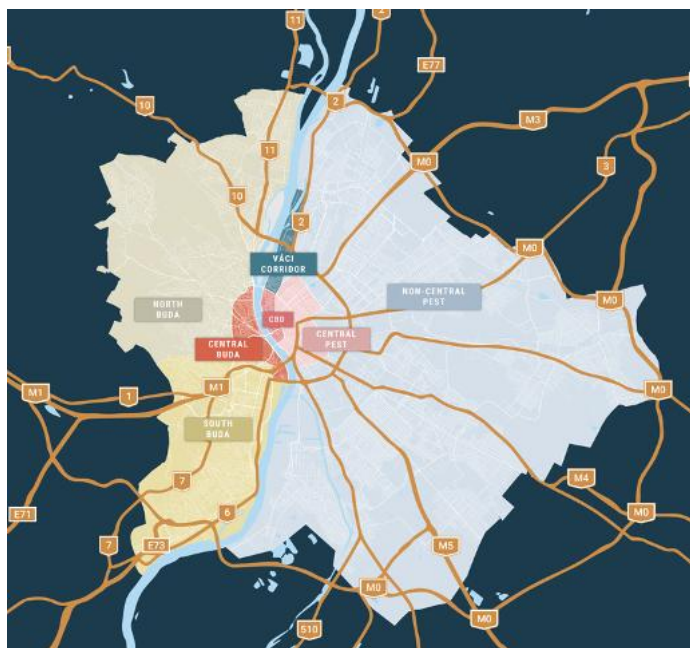 11
2
E77
10
2
M3
11
M0
3
10
2
M0
VÁCI
CORRIDOR
NON-CENTRAL
PEST
M0
NORTH
BUDA
CBD
CENTRAL
BUDA
CENTRAL
PEST
M1
1
M1
M0
SOUTH
BUDA
7
M4
E71
6
M0
7
E73
M5
M0
M0
510